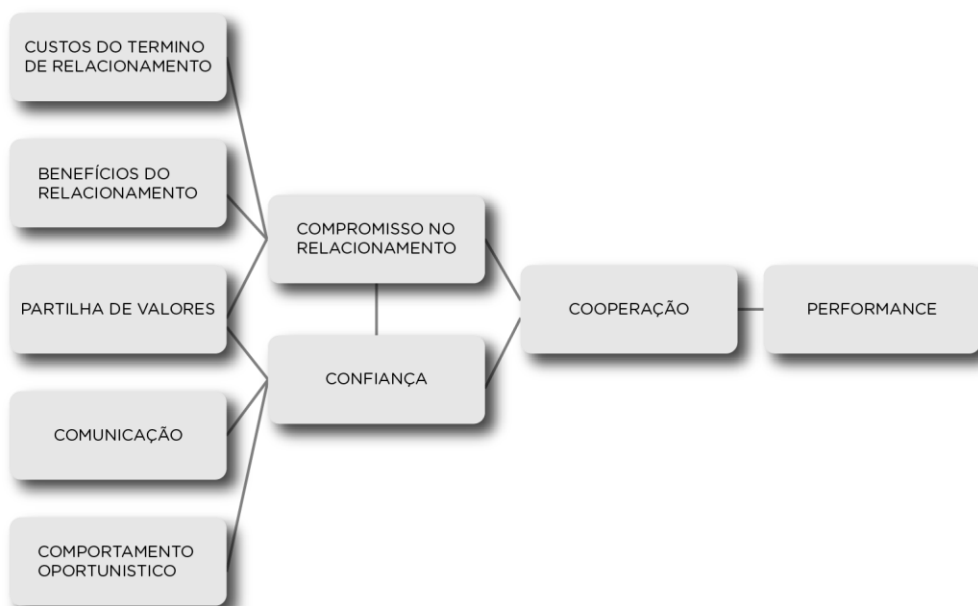 CUSTOS DO TERMINO
DE RELACIONAMENTO
BENEFÍCIOS DO
RELACIONAMENTO
PARTILHA DE VALORES
COMUNICAÇÃO
COMPORTAMENTO
OPORTUNISTICO
COMPROMISSO NO
RELACIONAMENTO
CONFIANÇA
COOPERAÇÃO
PERFORMANCE